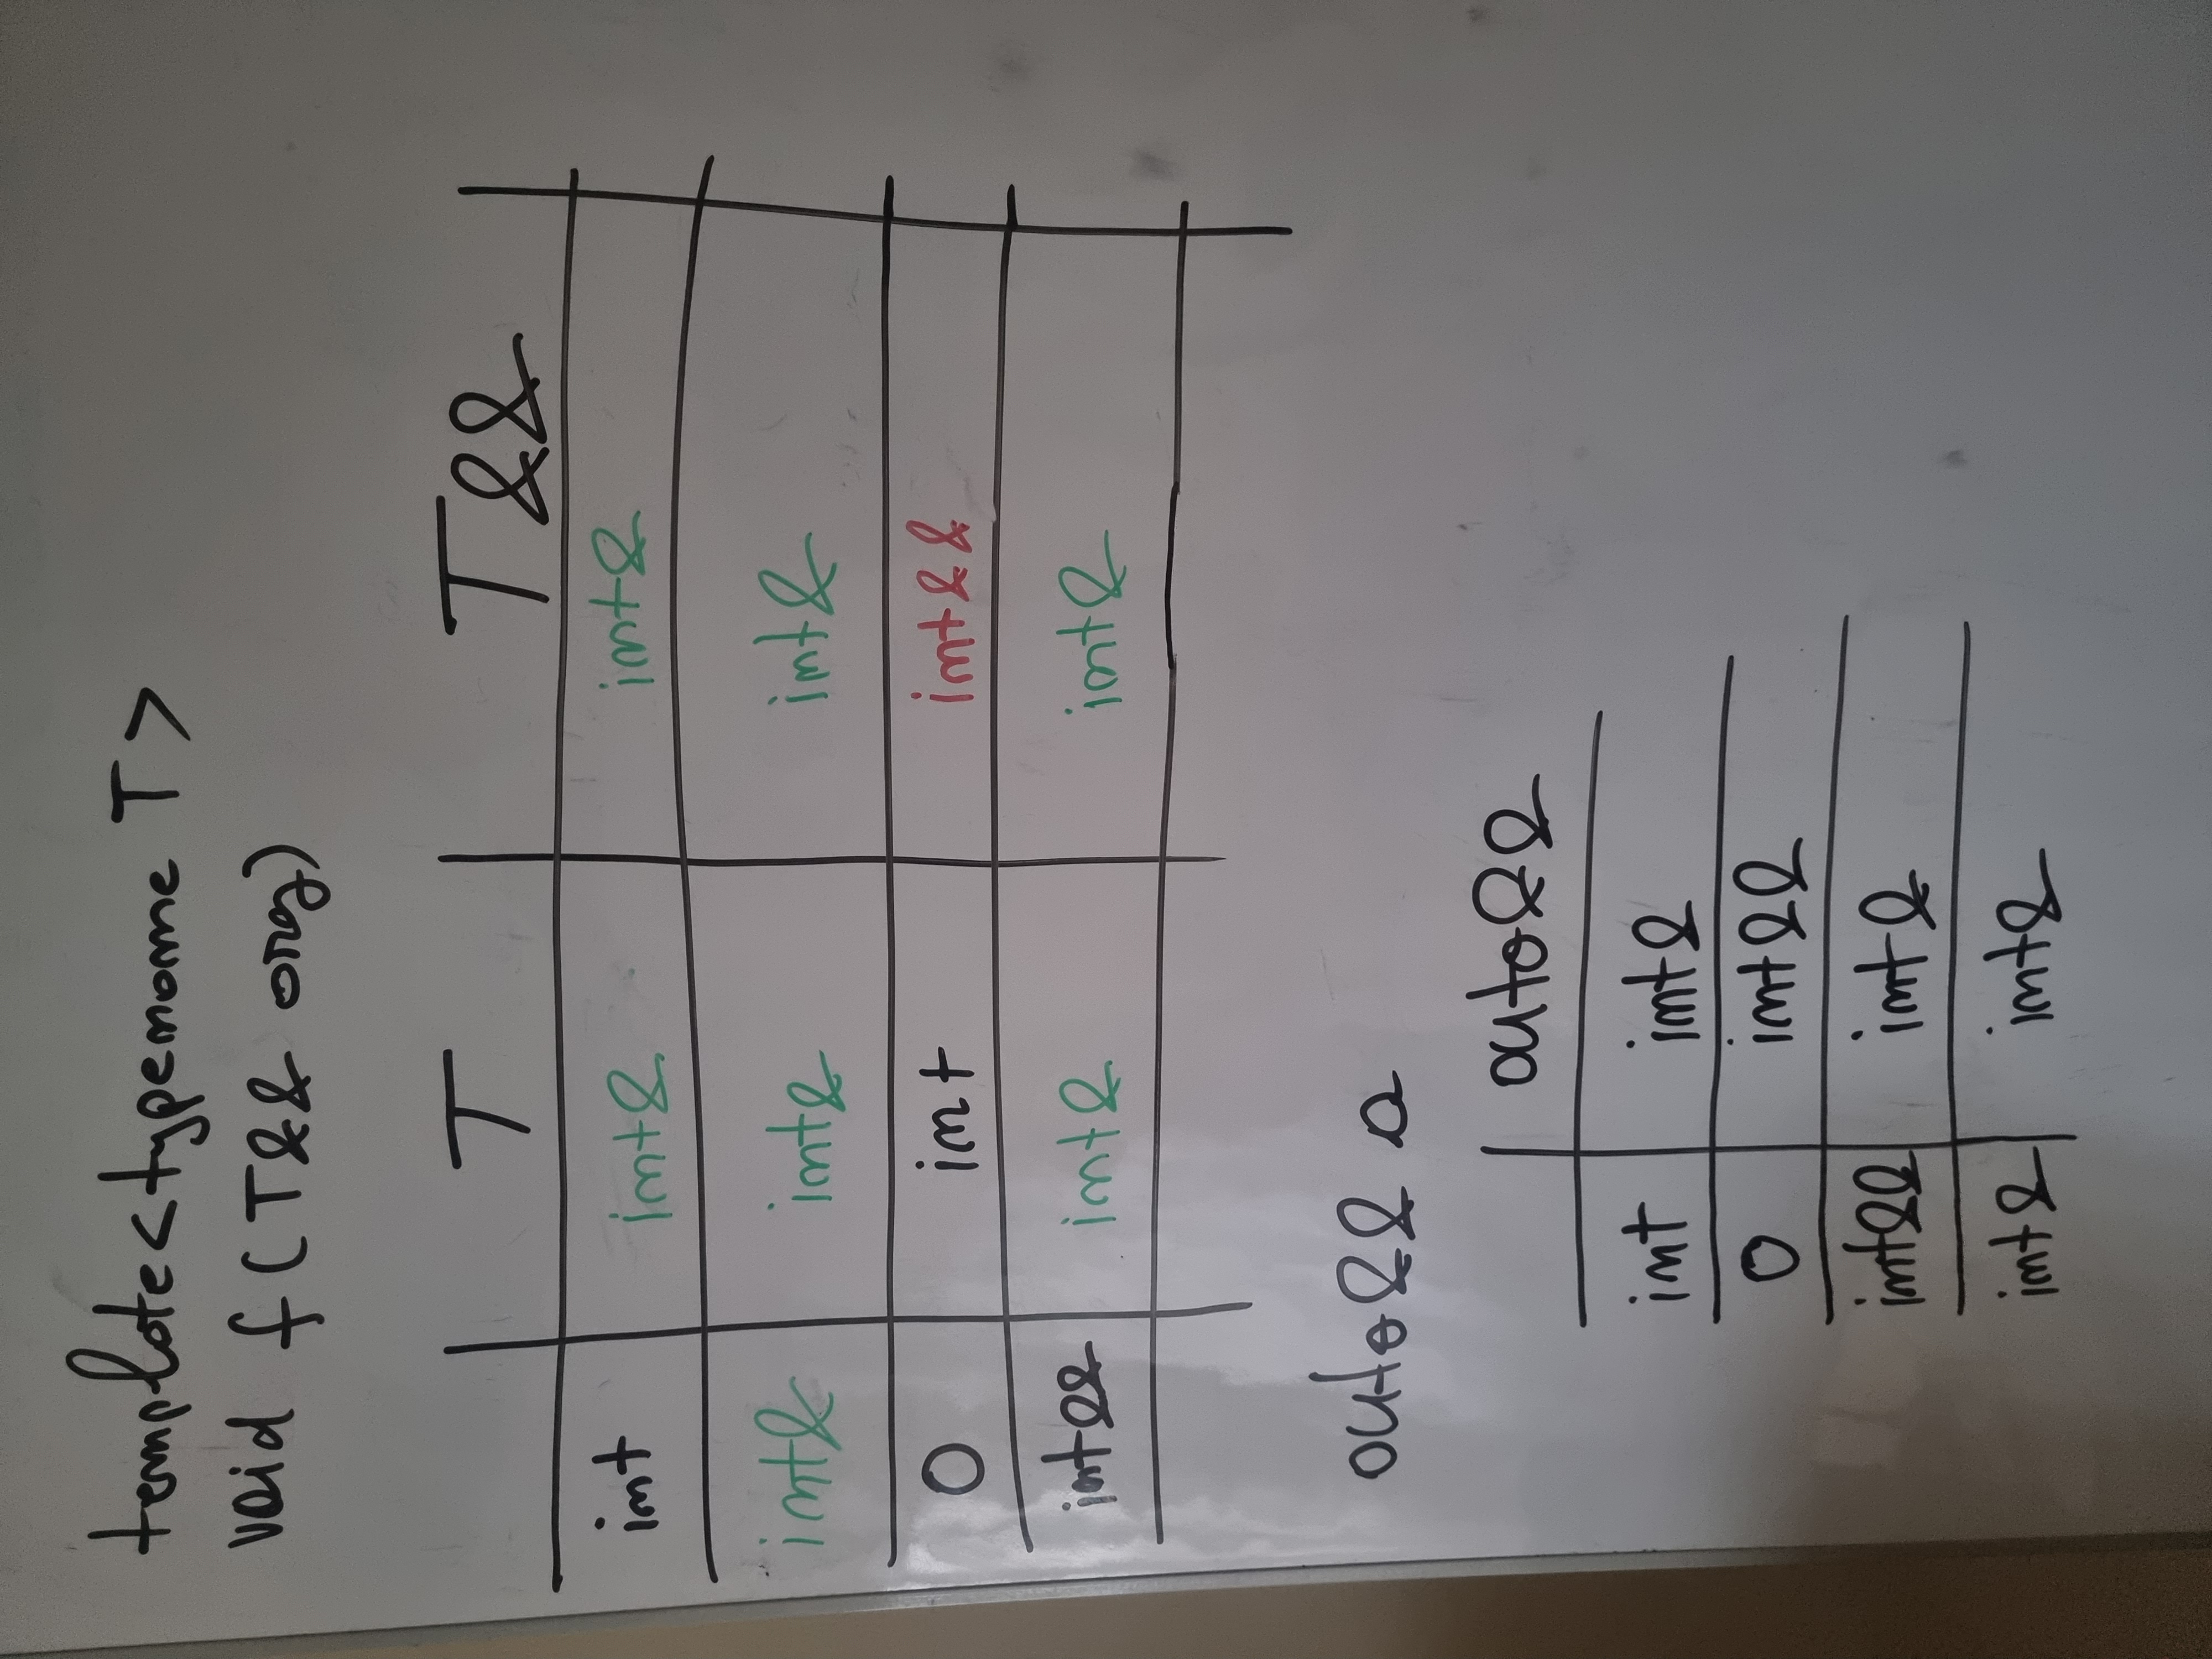 template<typename T>
void f(T&& arg)
T T&&
int int& int&
int& int& int&
0 int int&&
int&& int& int&
auto&& a
auto&&
int int&
0 int&&
int&& int&
int& int&